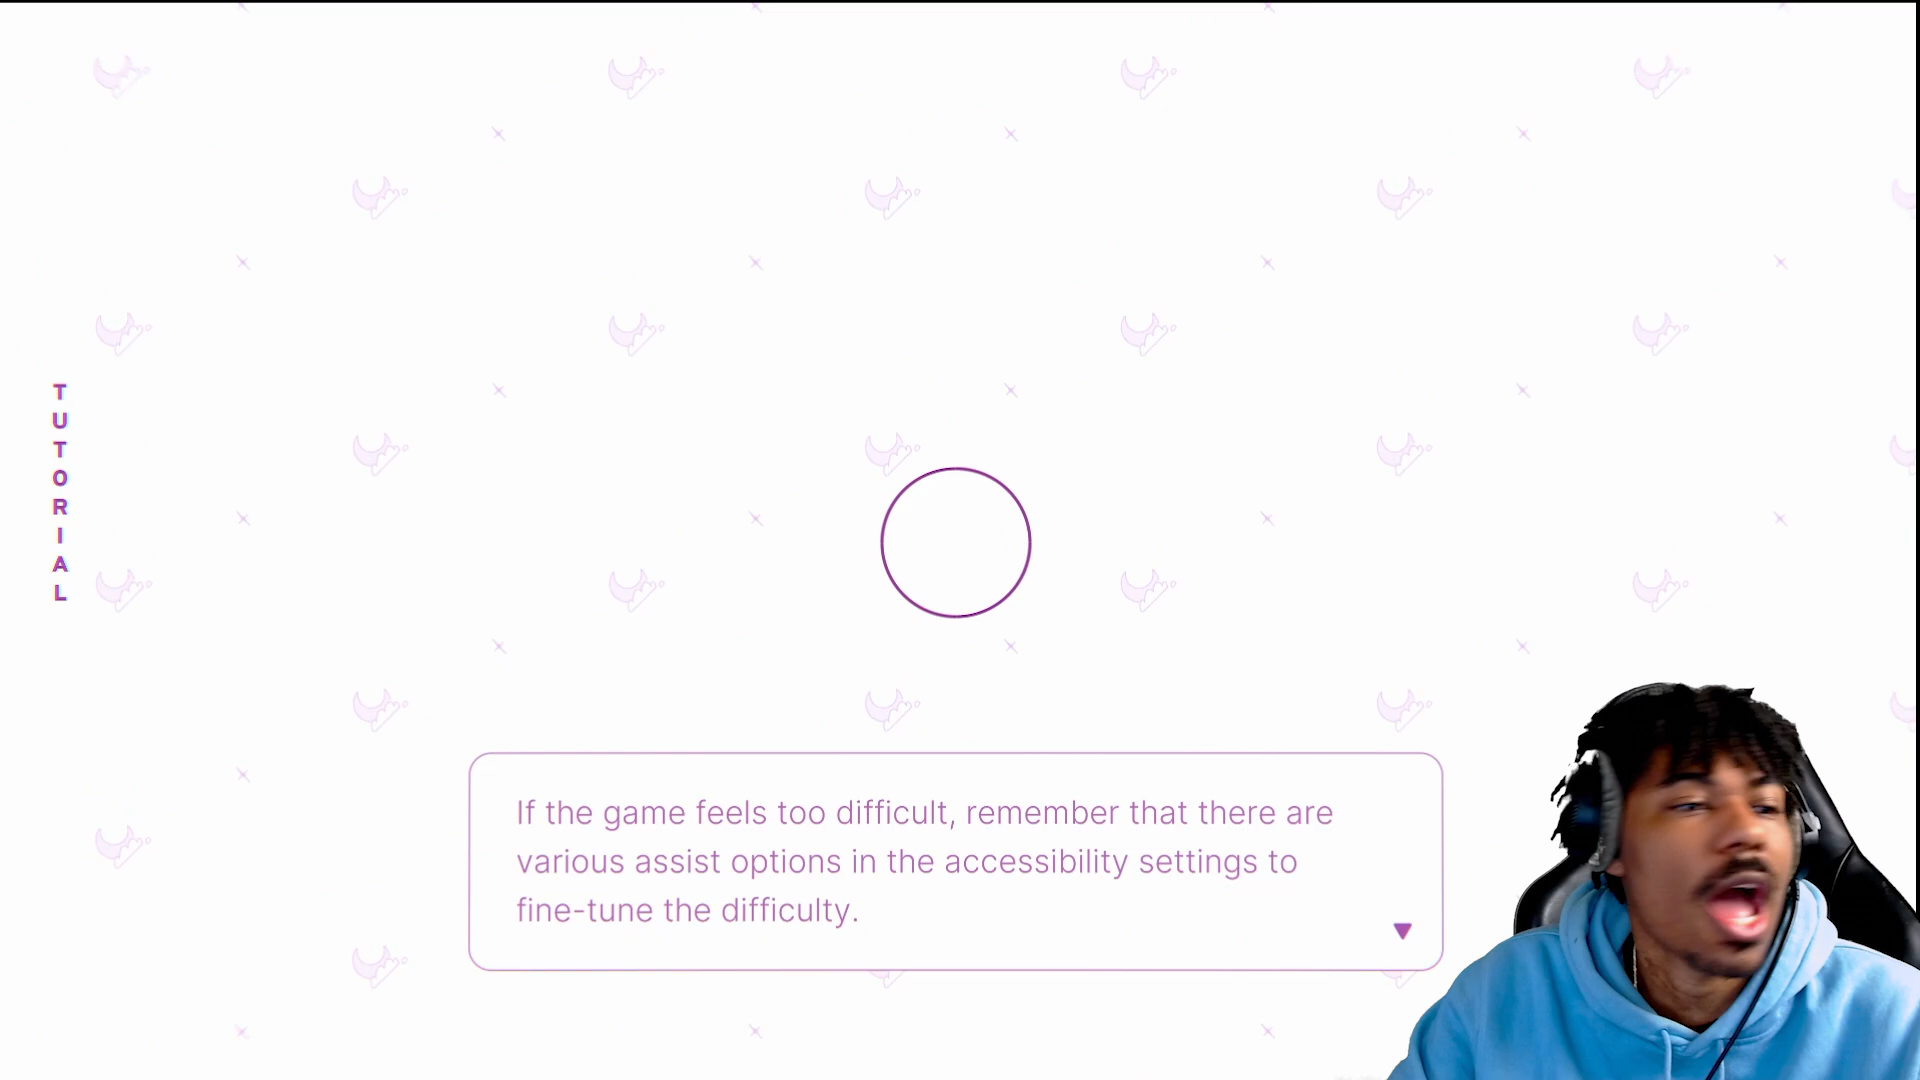 TUTORIAL
If the game feels too difficult, remember that there are
various assist options in the accessibility settings to
fine-tune the difficulty.